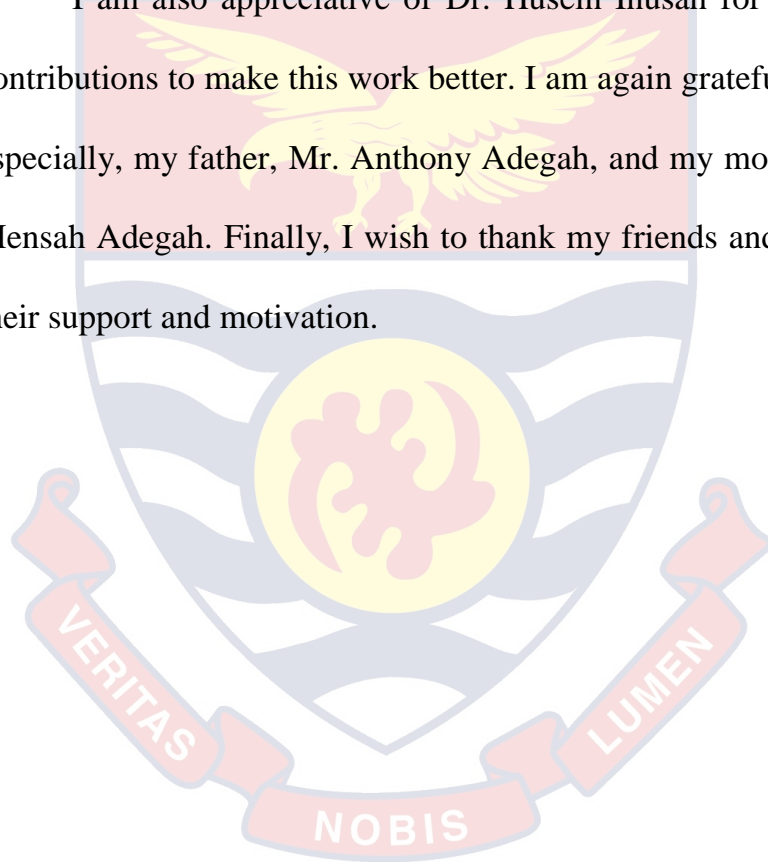 I am also appreciative of Dr. Husein Inusah for
ontributions to make this work better. I am again
specially, my father, Mr. Anthony Adegah, and my
Mensah Adegah. Finally, I wish to thank my friends and
heir support and motivation.
VERITAS
NOBIS
LUMEN